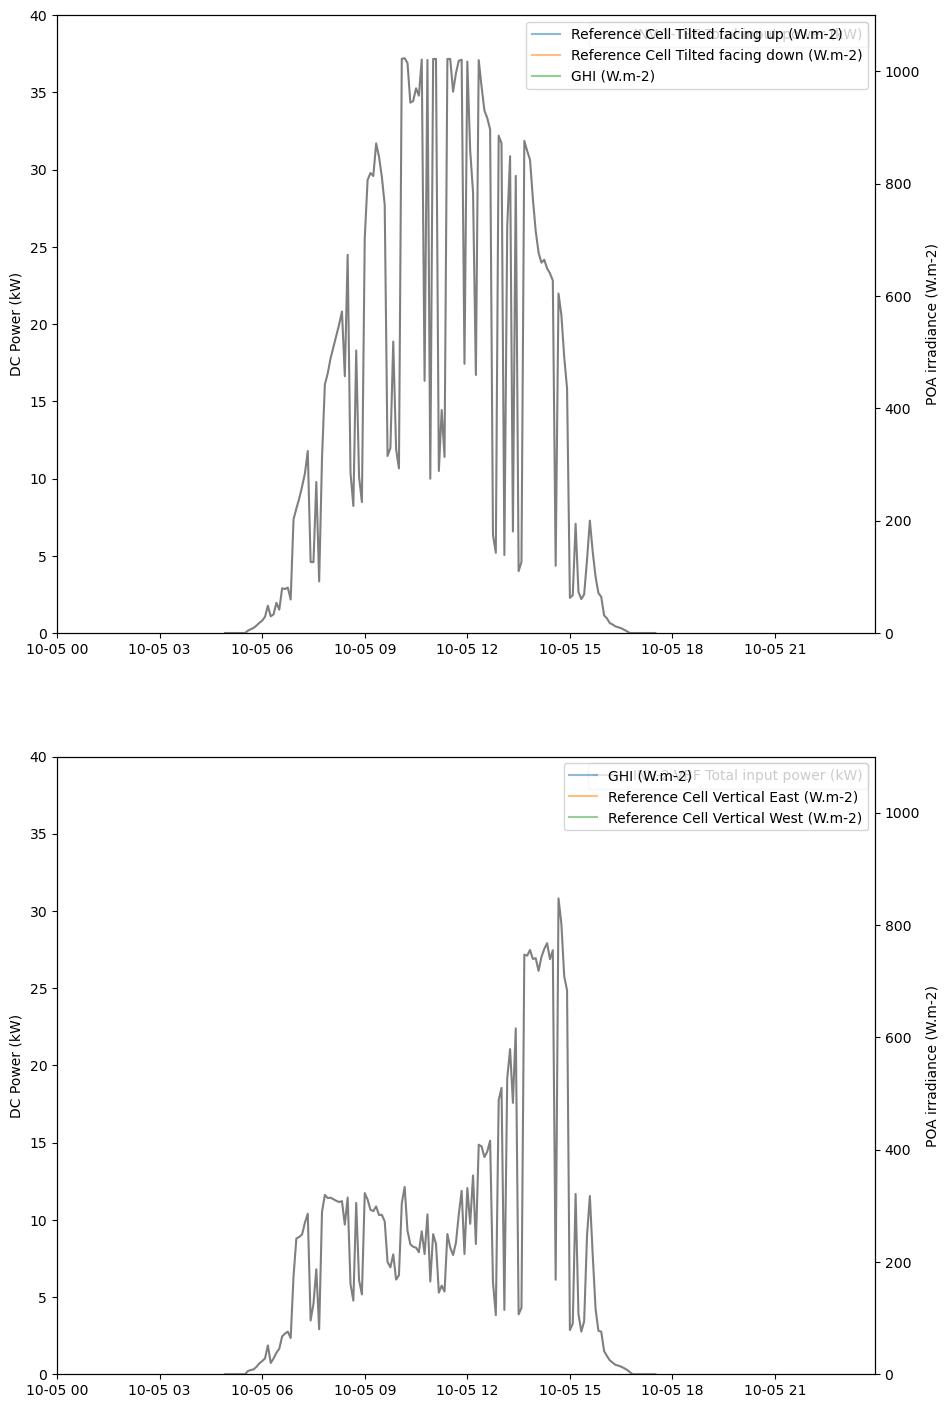 40
35
30
25
20
15
10
5
0
DC Power (kW)
Reference Cell Tilted facing up (W.m-2)
Reference Cell Tilted facing down (W.m-2)
GHI (W.m-2)
1000
800
600
400
200
0
POA irradiance (W.m-2)
10-05 00 10-05 03 10-05 06 10-05 09 10-05 12 10-05 15 10-05 18 10-05 21
40
35
30
25
20
15
10
5
0
DC Power (kW)
GHI (W.m-2) Total input power (kW)
Reference Cell Vertical East (W.m-2)
Reference Cell Vertical West (W.m-2)
1000
800
600
400
200
0
POA irradiance (W.m-2)
10-05 00 10-05 03 10-05 06 10-05 09 10-05 12 10-05 15 10-05 18 10-05 21